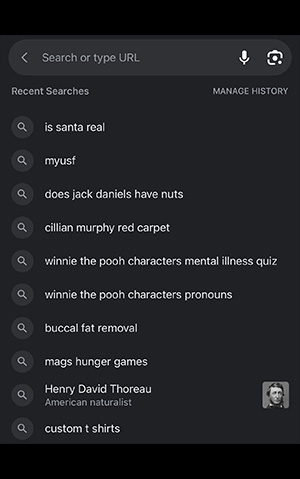 Search or type URL
Recent Searches MANAGE HISTORY
is santa real
myusf
does jack daniels have nuts
cillian murphy red carpet
winnie the pooh characters mental illness quiz
winnie the pooh characters pronouns
buccal fat removal
mags hunger games
Henry David Thoreau
American naturalist
custom t shirts